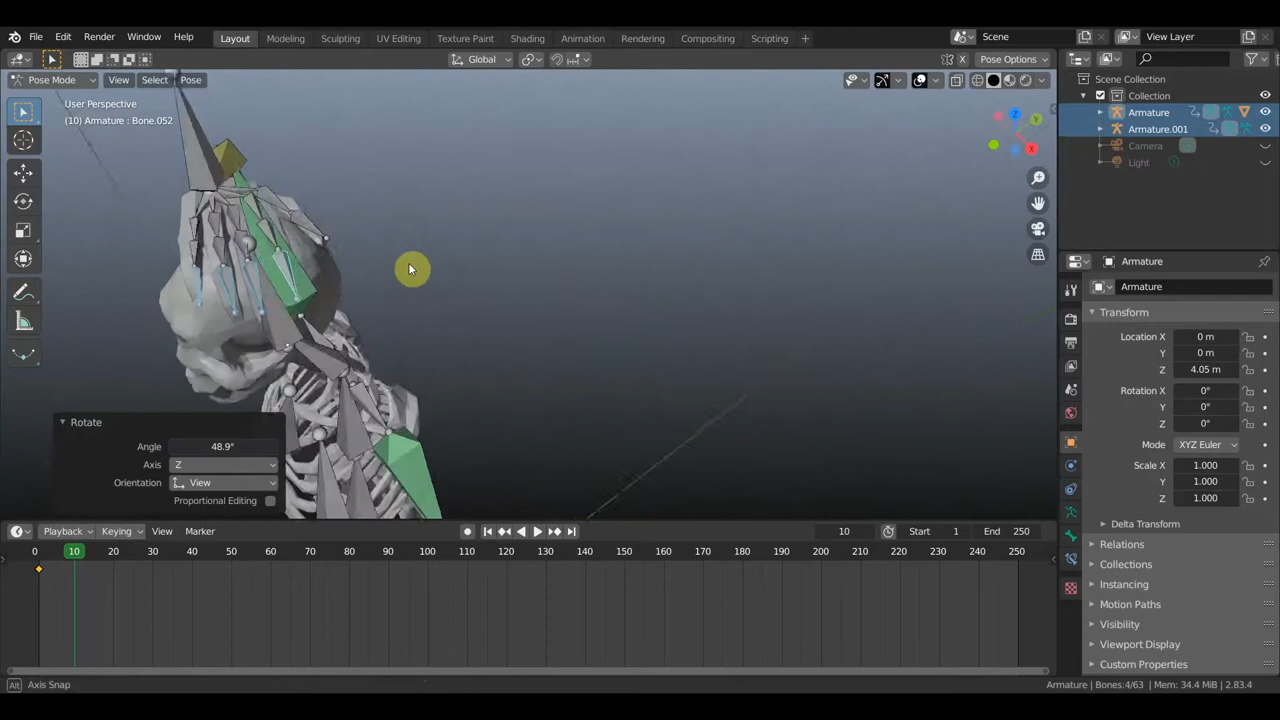 File Edit Render Window Help Layout Modeling Sculpting UV Editing Texture Paint Shading Animation Rendering Compositing Scripting + Scene View Layer
Global X Pose Options
Pose Mode View Select Pose
User Perspective
(10) Armature : Bone.052
Scene Collection
Collection
Armature
Armature.001
Camera
Light
Z
Y
X
Armature
Armature
Transform
Location X 0 m
Y 0 m
Z 4.05 m
Rotation X 0°
Y 0°
Z 0°
Mode XYZ Euler
Scale X 1.000
Y 1.000
Z 1.000
Delta Transform
Relations
Collections
Instancing
Motion Paths
Visibility
Viewport Display
Custom Properties
Rotate
Angle 48.9°
Axis Z
Orientation View
Proportional Editing
Playback Keying View Marker 10 Start 1 End 250
0 10 20 30 40 50 60 70 80 90 100 110 120 130 140 150 160 170 180 190 200 210 220 230 240 250
Alt Axis Snap Armature | Bones:4/63 | Mem: 34.4 MiB | 2.83.4